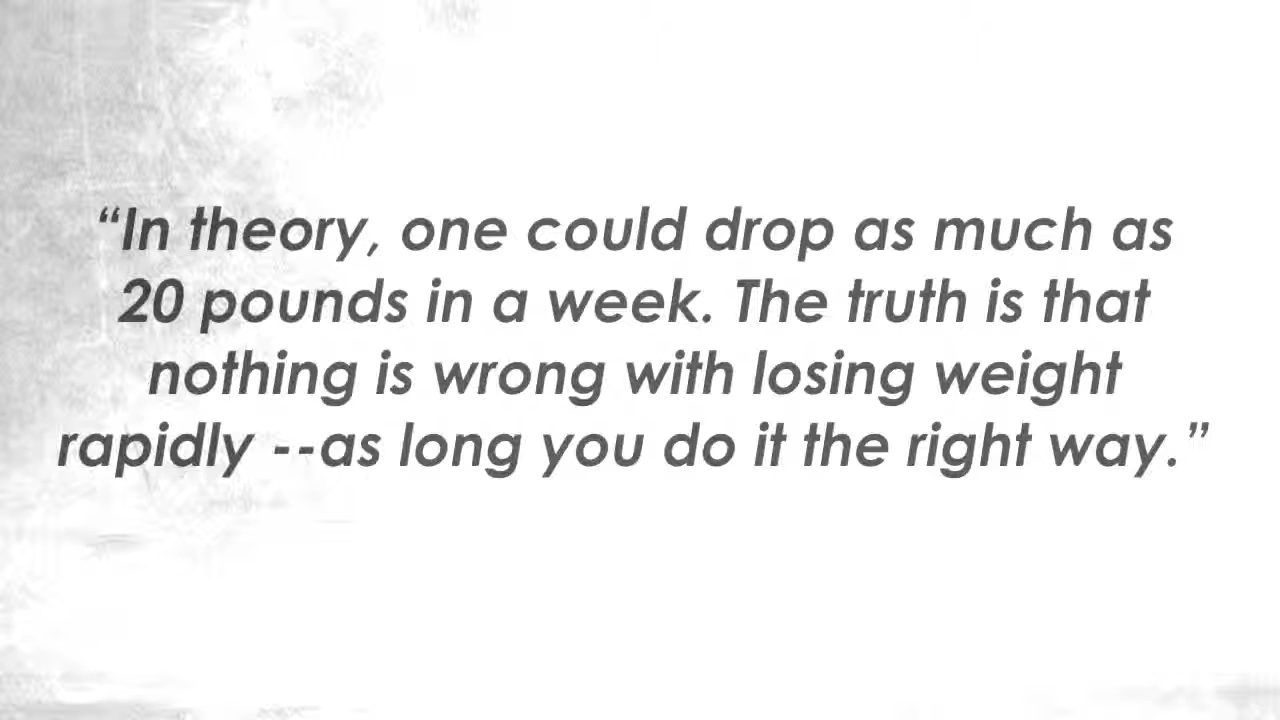 “In theory, one could drop as much as
20 pounds in a week. The truth is that
nothing is wrong with losing weight
rapidly --as long you do it the right way.”